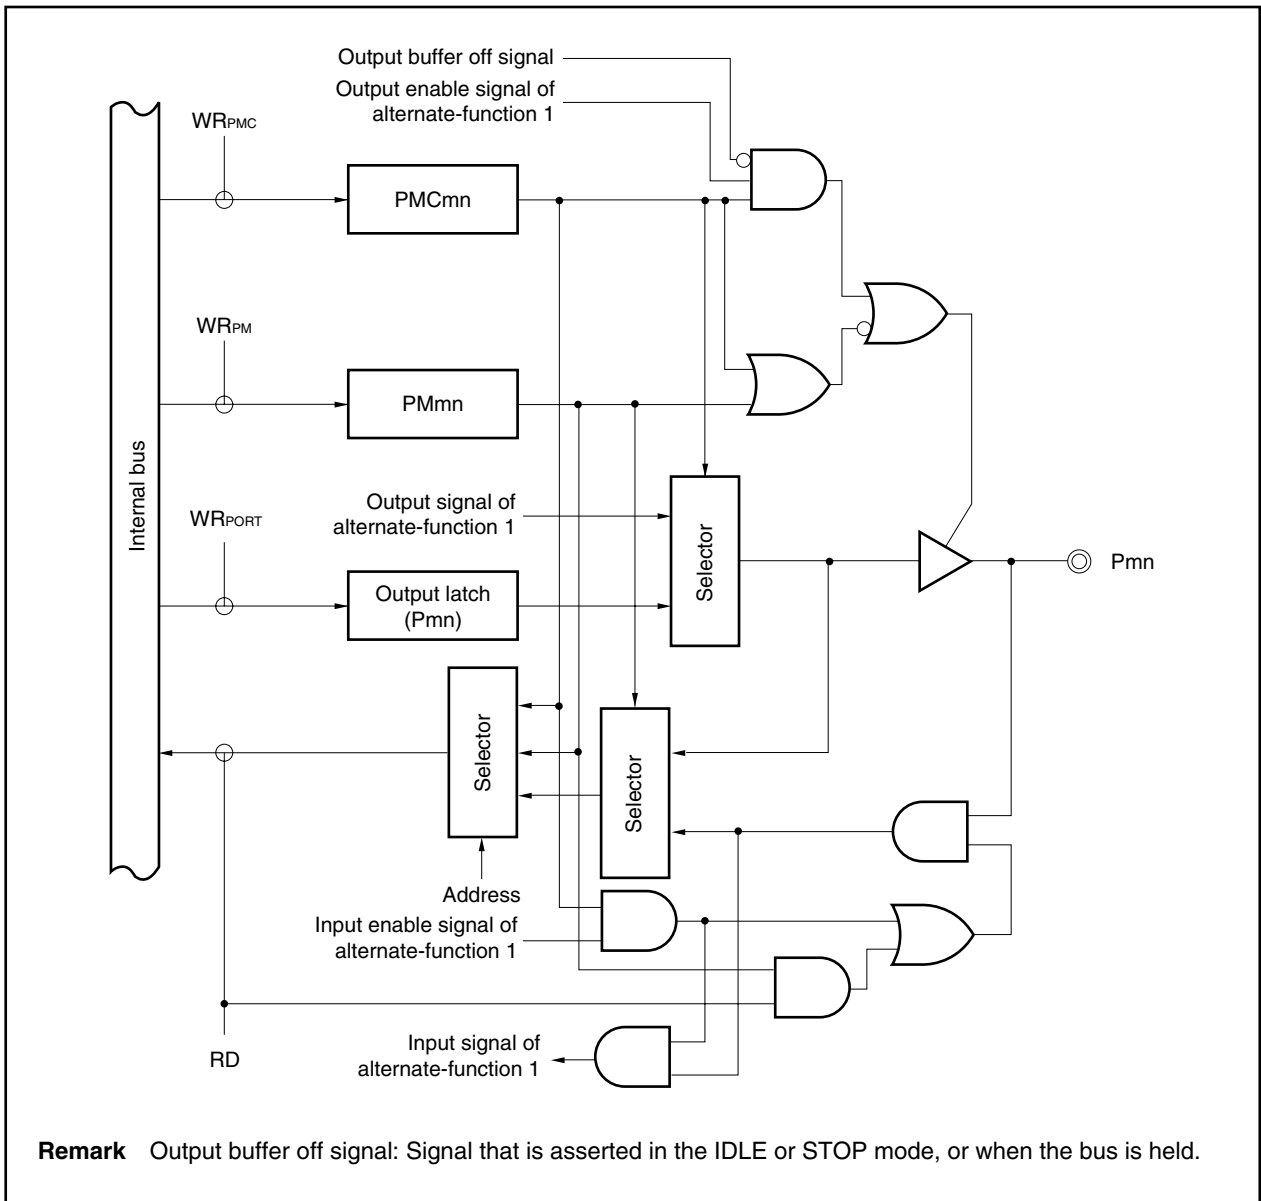 Output buffer off signal
Output enable signal of
alternate-function 1
WRPMC
PMCmn
WRPM
PMmn
Internal bus
Output signal of
alternate-function 1
WRPORT
Selector
Output latch
(Pmn)
Pmn
Selector
Selector
Address
Input enable signal of
alternate-function 1
Input signal of
alternate-function 1
RD
Remark Output buffer off signal: Signal that is asserted in the IDLE or STOP mode, or when the bus is held.